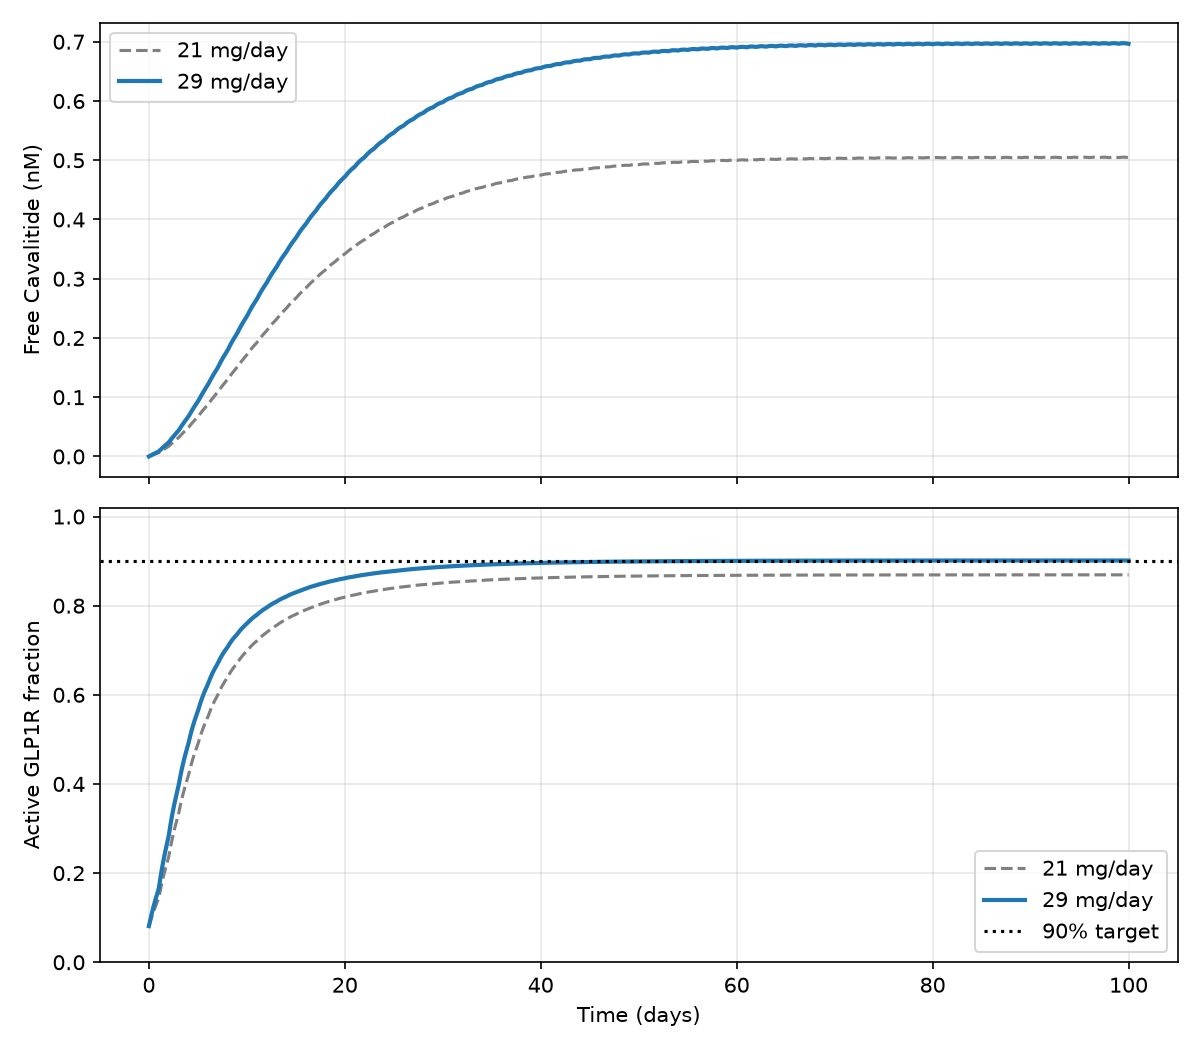 0.7
0.6
0.5
0.4
0.3
0.2
0.1
0.0
Free Cavalitide (nM)
21 mg/day
29 mg/day
1.0
0.8
0.6
0.4
0.2
0.0
Active GLP1R fraction
21 mg/day
29 mg/day
90% target
0 20 40 60 80 100
Time (days)